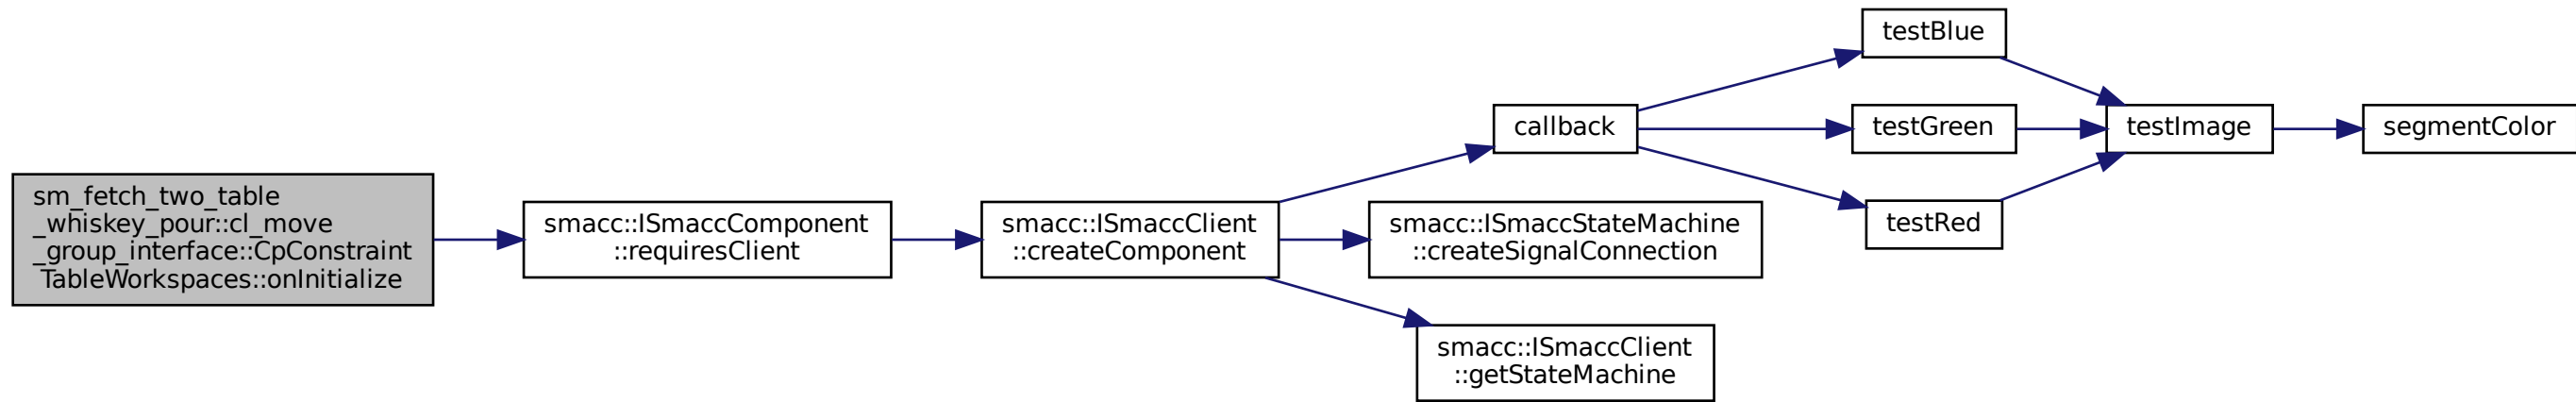 sm_fetch_two_table
_whiskey_pour::cl_move
_group_interface::CpConstraint
TableWorkspaces::onInitialize
smacc::ISmaccComponent
::requiresClient
smacc::ISmaccClient
::createComponent
callback
smacc::ISmaccStateMachine
::createSignalConnection
smacc::ISmaccClient
::getStateMachine
testBlue
testGreen
testRed
testImage
segmentColor